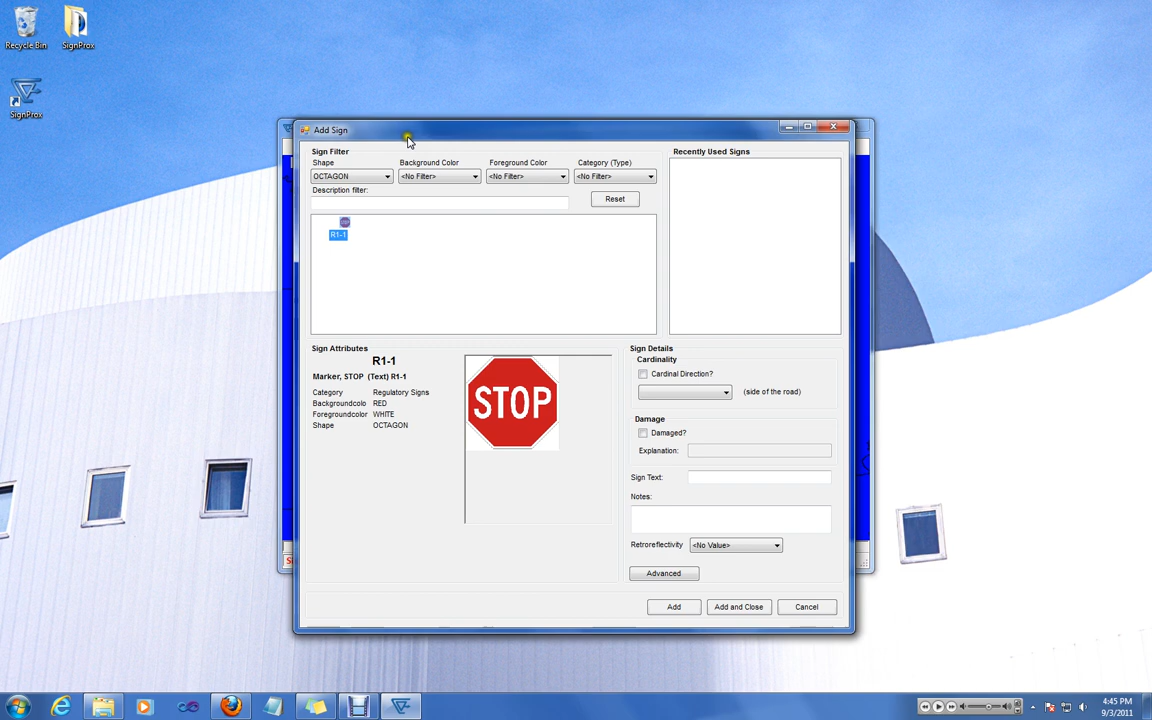 Recycle Bin
SignProx
SignProx
Add Sign
Sign Filter
Shape
Background Color
Foreground Color
Category (Type)
OCTAGON
<No Filter>
<No Filter>
<No Filter>
Description filter:
Reset
Recently Used Signs
R1-1
Sign Attributes
R1-1
Marker, STOP (Text) R1-1
Category Regulatory Signs
Backgroundcolo RED
Foregroundcolor WHITE
Shape OCTAGON
STOP
Sign Details
Cardinality
Cardinal Direction?
(side of the road)
Damage
Damaged?
Explanation:
Sign Text:
Notes:
Retroreflectivity <No Value>
Advanced
Add
Add and Close
Cancel
4:45 PM
9/3/2011